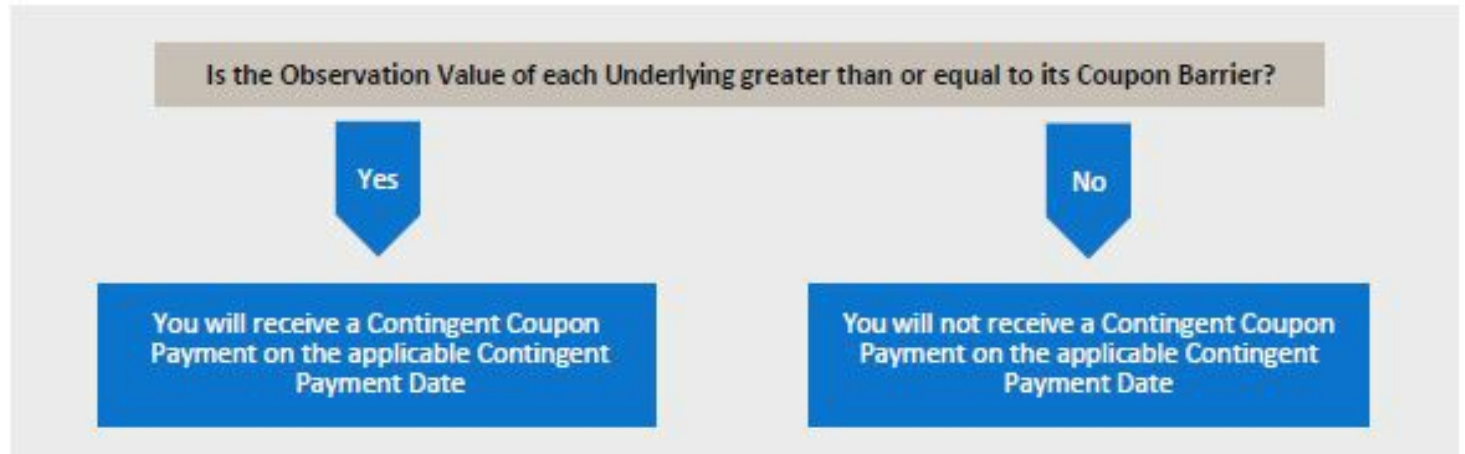 Is the Observation Value of each Underlying greater than or equal to its Coupon Barrier?
Yes
No
You will receive a Contingent Coupon
Payment on the applicable Contingent
Payment Date
You will not receive a Contingent Coupon
Payment on the applicable Contingent
Payment Date